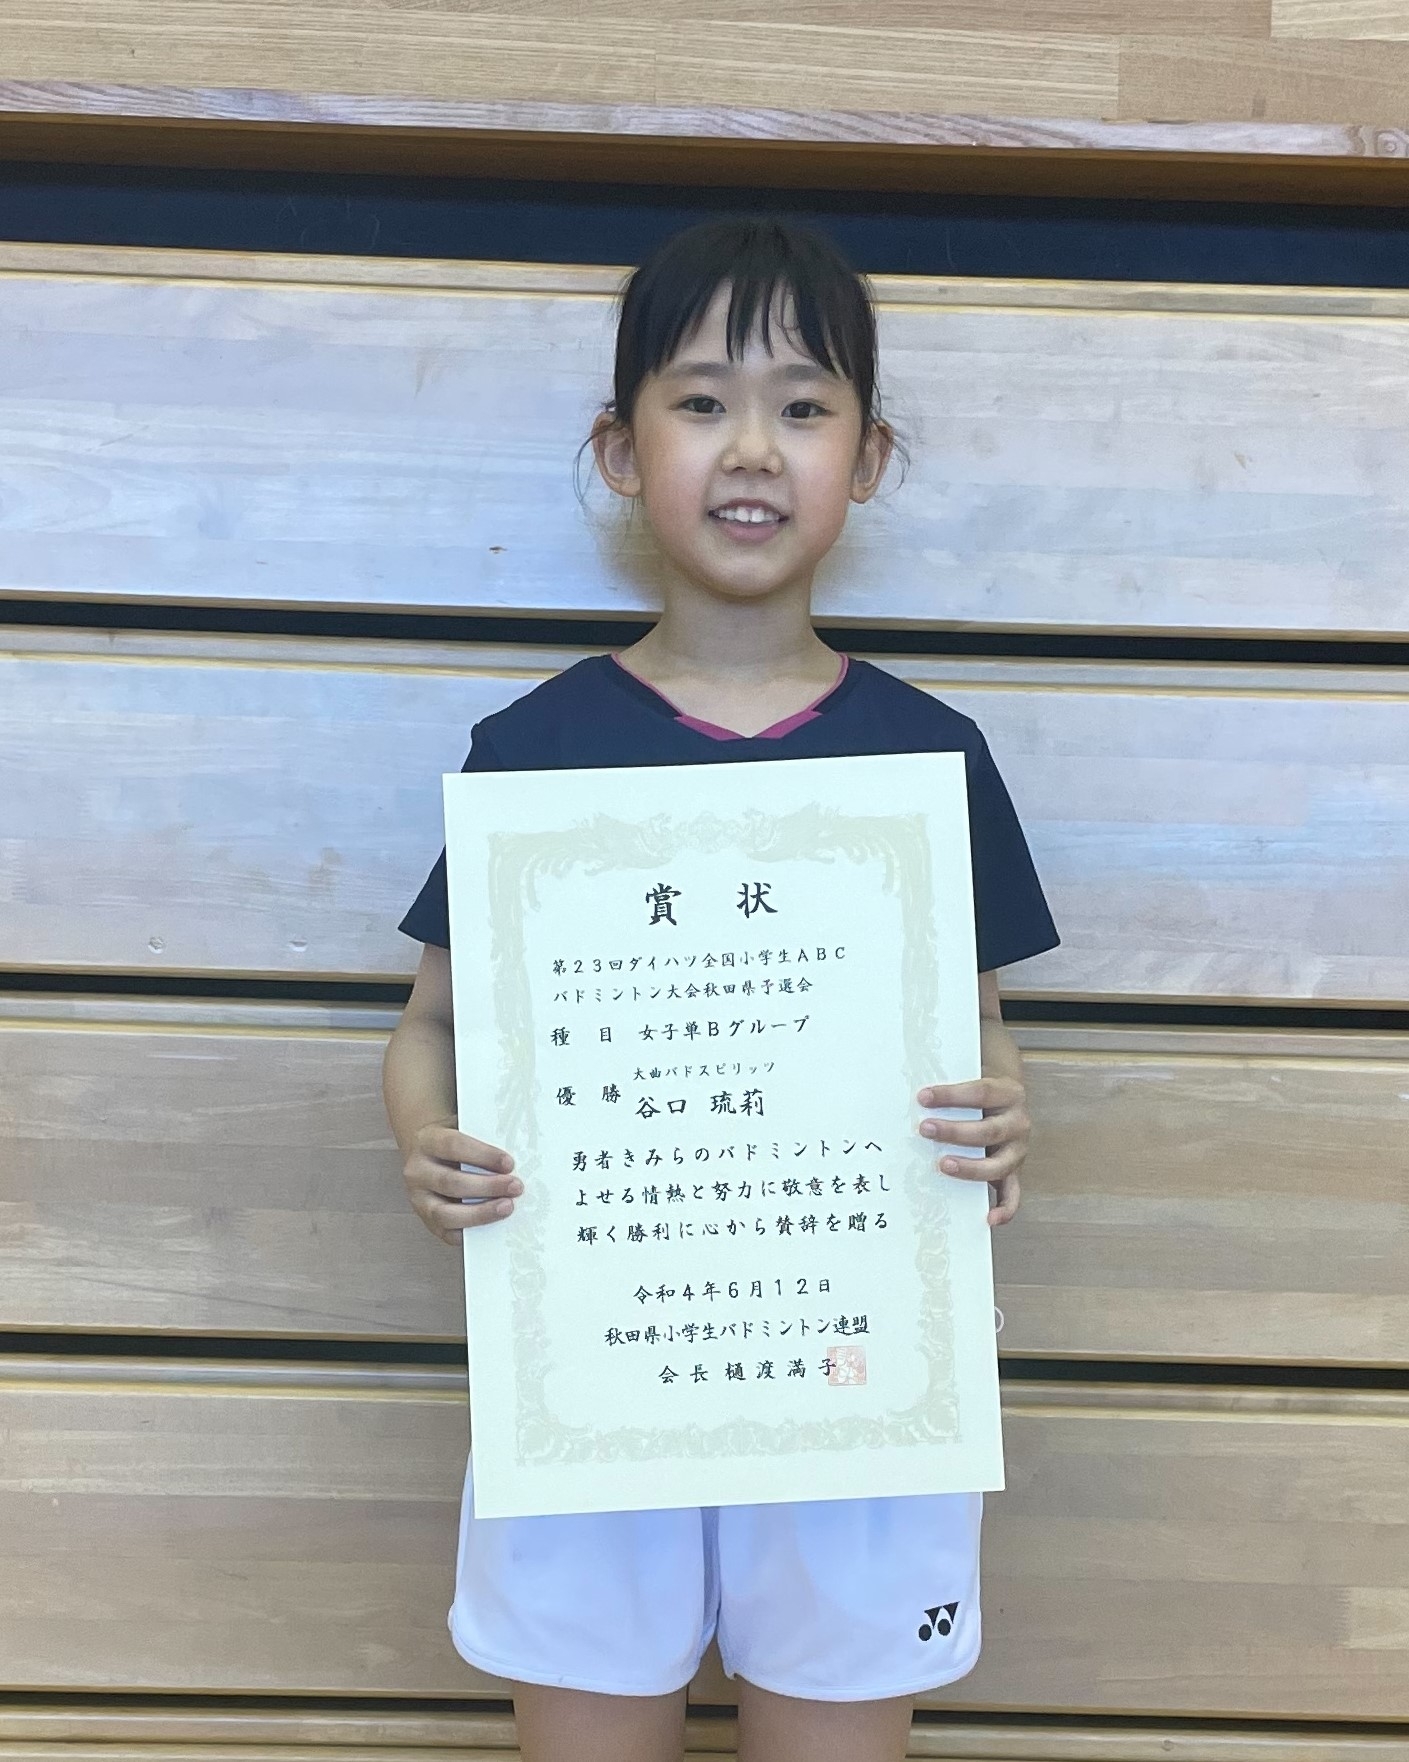 賞 状
第23回ダイハツ全国小学生ABC
バドミントン大会秋田県予選会
種 目 女子単Bグループ
大曲バドスピリッツ
優 勝 谷口 琉莉
勇者きみらのバドミントンへ
よせる情熱と努力に敬意を表し
輝く勝利に心から賛辞を贈る
令和4年6月12日
秋田県小学生バドミントン連盟
会長 樋渡満子